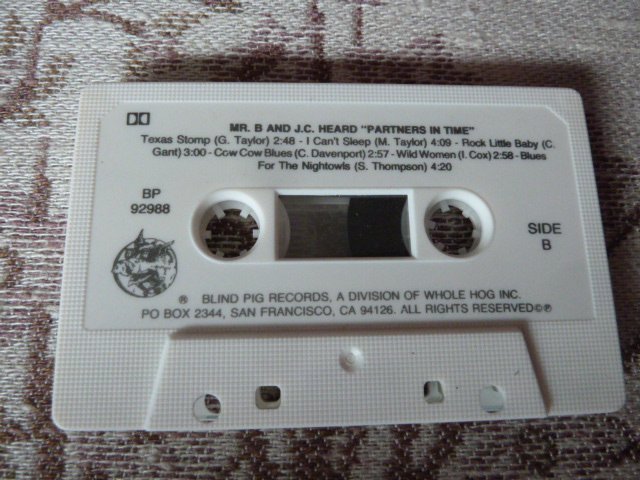 MR. B AND J.C. HEARD "PARTNERS IN TIME"
Texas Stomp (G. Taylor) 2:48 - I Can't Sleep (M. Taylor) 4:09 - Rock Little Baby (C.
Gant) 3:00 - Cow Cow Blues (C. Davenport) 2:57 - Wild Women (I. Cox) 2:58 - Blues
For The Nightowls (S. Thompson) 4:20
BP
92988
SIDE
B
® BLIND PIG RECORDS, A DIVISION OF WHOLE HOG INC.
PO BOX 2344, SAN FRANCISCO, CA 94126. ALL RIGHTS RESERVED©℗